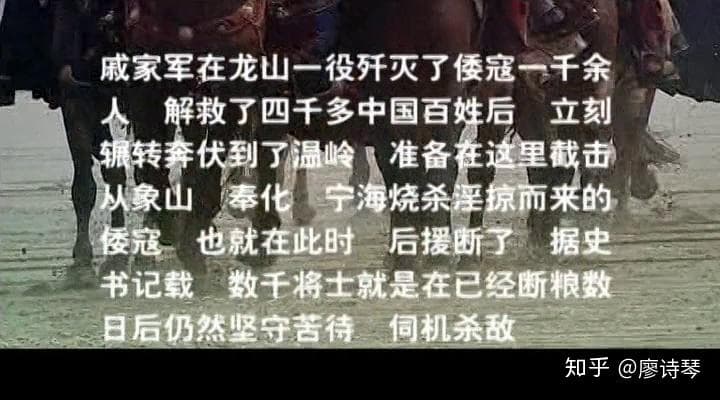 戚家军在龙山一役歼灭了倭寇一千余
人 解救了四千多中国百姓后 立刻
辗转奔伏到了温岭 准备在这里截击
从象山 奉化 宁海烧杀淫掠而来的
倭寇 也就在此时 后援断了 据史
书记载 数千将士就是在已经断粮数
日后仍然坚守苦待 伺机杀敌
知乎 @廖诗琴